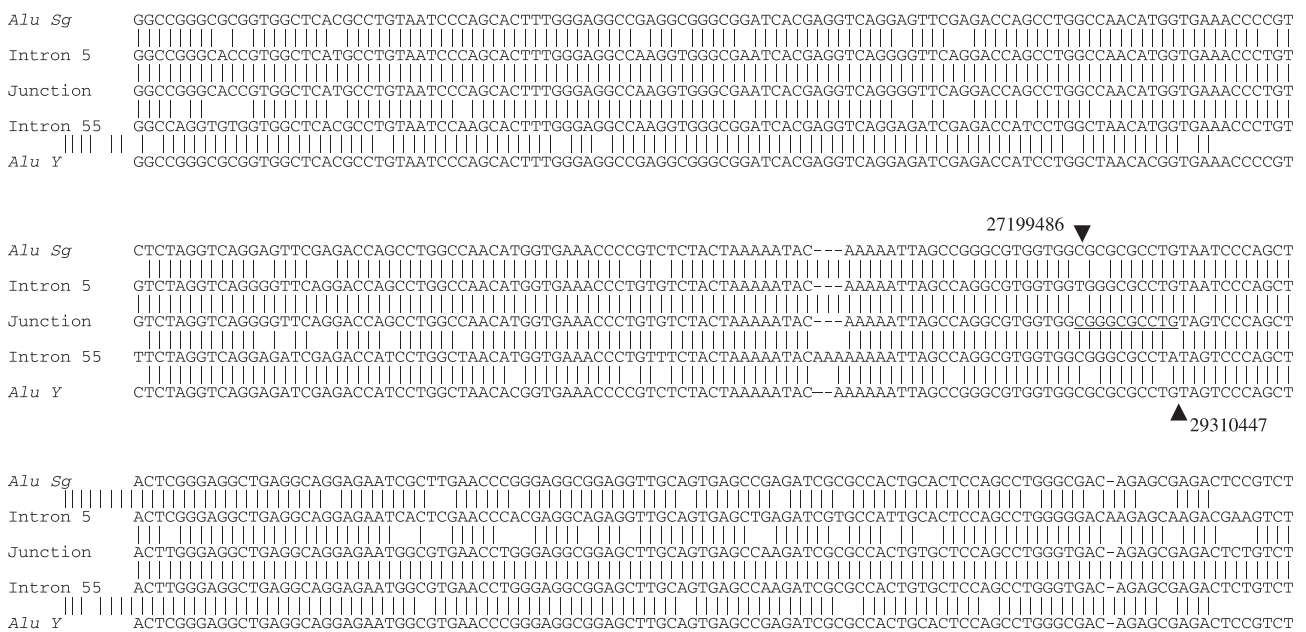 Alu Sg GGCCGGGCGCGGTGGCTCACGCCTGTAATCCCAGCACTTTGGGAGGCCGAGGCGGGCGGATCACGAGGTCAGGAGTTCGAGACCAGCCTGGCCAACATGGTGAAACCCCGT
Intron 5 GGCCGGGCACCGTGGCTCATGCCTGTAATCCCAGCACTTTGGGAGGCCAAGGTGGGCGAATCACGAGGTCAGGGGTTCAGGACCAGCCTGGCCAACATGGTGAAACCCTGT
Junction GGCCGGGCACCGTGGCTCATGCCTGTAATCCCAGCACTTTGGGAGGCCAAGGTGGGCGAATCACGAGGTCAGGGGTTCAGGACCAGCCTGGCCAACATGGTGAAACCCTGT
Intron 55 GGCCAGGTGTGGTGGCTCACGCCTGTAATCCAAGCACTTTGGGAGGCCAAGGTGGGCGGATCACGAGGTCAGGAGATCGAGACCATCCTGGCTAACATGGTGAAACCCTGT
Alu Y GGCCGGGCGCGGTGGCTCACGCCTGTAATCCCAGCACTTTGGGAGGCCGAGGCGGGCGGATCACGAGGTCAGGAGATCGAGACCATCCTGGCTAACACGGTGAAACCCCGT
27199486
Alu Sg CTCTAGGTCAGGAGTTCGAGACCAGCCTGGCCAACATGGTGAAACCCCGTCTCTACTAAAAATAC---AAAAATTAGCCGGGCGTGGTGGCGCGCGCCTGTAATCCCAGCT
Intron 5 GTCTAGGTCAGGGGTTCAGGACCAGCCTGGCCAACATGGTGAAACCCTGTGTCTACTAAAAATAC---AAAAATTAGCCAGGCGTGGTGGTGGGCGCCTGTAATCCCAGCT
Junction GTCTAGGTCAGGGGTTCAGGACCAGCCTGGCCAACATGGTGAAACCCTGTGTCTACTAAAAATAC---AAAAATTAGCCAGGCGTGGTGGCGGGCGCCTGTAGTCCCAGCT
Intron 55 TTCTAGGTCAGGAGATCGAGACCATCCTGGCTAACATGGTGAAACCCTGTTTCTACTAAAAATACAAAAAAAATTAGCCAGGCGTGGTGGCGGGCGCCTATAGTCCCAGCT
Alu Y CTCTAGGTCAGGAGATCGAGACCATCCTGGCTAACACGGTGAAACCCCGTCTCTACTAAAAATAC--AAAAAATTAGCCGGGCGTGGTGGCGCGCGCCTGTAGTCCCAGCT
29310447
Alu Sg ACTCGGGAGGCTGAGGCAGGAGAATCGCTTGAACCCGGGAGGCGGAGGTTGCAGTGAGCCGAGATCGCGCCACTGCACTCCAGCCTGGGCGAC-AGAGCGAGACTCCGTCT
Intron 5 ACTCGGGAGGCTGAGGCAGGAGAATCACTCGAACCCACGAGGCAGAGGTTGCAGTGAGCTGAGATCGTGCCATTGCACTCCAGCCTGGGGGACAAGAGCAAGACGAAGTCT
Junction ACTTGGGAGGCTGAGGCAGGAGAATGGCGTGAACCTGGGAGGCGGAGCTTGCAGTGAGCCAAGATCGCGCCACTGTGCTCCAGCCTGGGTGAC-AGAGCGAGACTCTGTCT
Intron 55 ACTTGGGAGGCTGAGGCAGGAGAATGGCGTGAACCTGGGAGGCGGAGCTTGCAGTGAGCCAAGATCGCGCCACTGTGCTCCAGCCTGGGTGAC-AGAGCGAGACTCTGTCT
Alu Y ACTCGGGAGGCTGAGGCAGGAGAATGGCGTGAACCCGGGAGGCGGAGCTTGCAGTGAGCCGAGATCGCGCCACTGCACTCCAGCCTGGGCGAC-AGAGCGAGACTCCGTCT